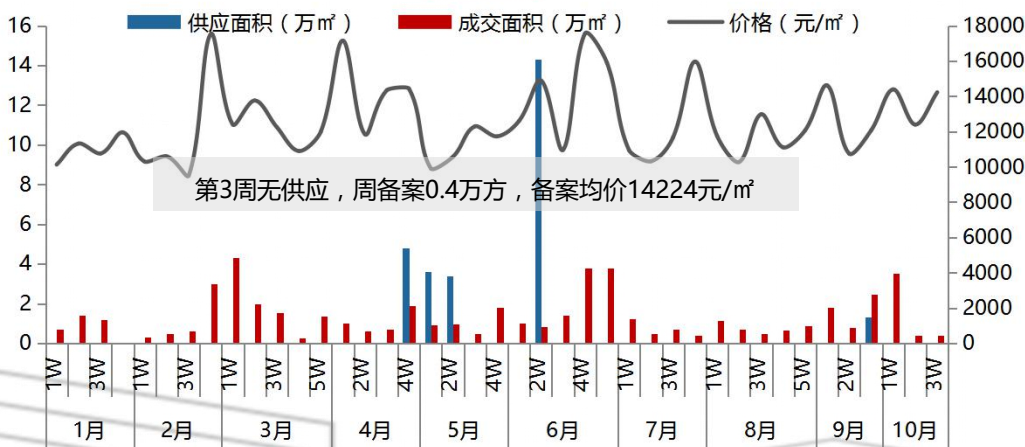 供应面积（万㎡） 成交面积（万㎡） 价格（元/㎡）
16 18000
14 16000
12 14000
10 12000
8 10000
6 8000
4 6000
2 4000
0 2000
0
第3周无供应，周备案0.4万方，备案均价14224元/㎡
1W 3W 1W 3W 1W 3W 5W 2W 4W 2W 4W 2W 4W 1W 3W 1W 3W 5W 2W 1W 3W
1月 2月 3月 4月 5月 6月 7月 8月 9月 10月